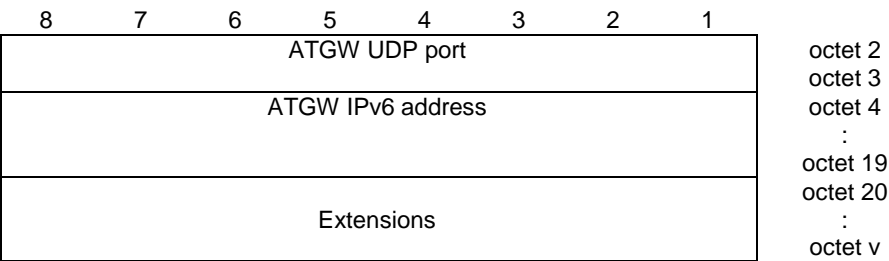 8 7 6 5 4 3 2 1
ATGW UDP port octet 2
octet 3
ATGW IPv6 address octet 4
:
octet 19
octet 20
Extensions :
octet v